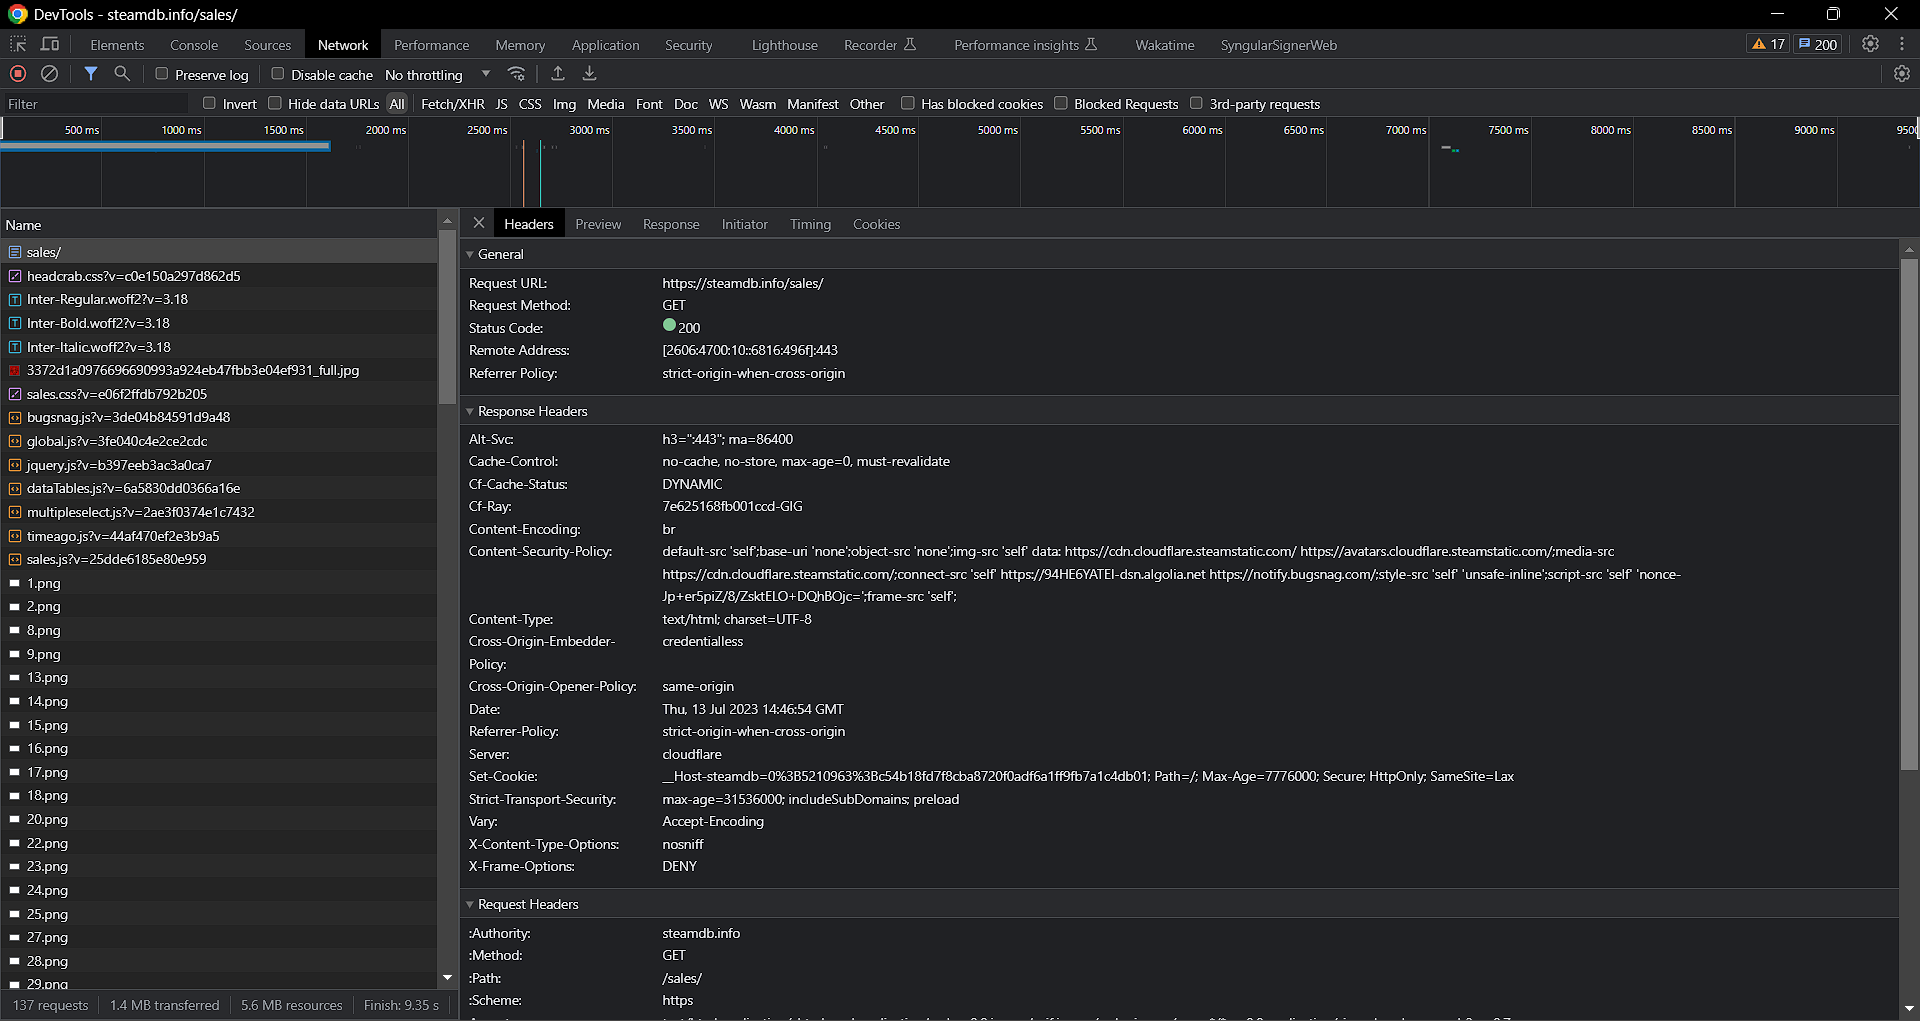 DevTools - steamdb.info/sales/
Elements Console Sources Network Performance Memory Application Security Lighthouse Recorder Performance insights Wakatime SyngularSignerWeb 17 200
Preserve log Disable cache No throttling
Filter Invert Hide data URLs All Fetch/XHR JS CSS Img Media Font Doc WS Wasm Manifest Other Has blocked cookies Blocked Requests 3rd-party requests
500 ms 1000 ms 1500 ms 2000 ms 2500 ms 3000 ms 3500 ms 4000 ms 4500 ms 5000 ms 5500 ms 6000 ms 6500 ms 7000 ms 7500 ms 8000 ms 8500 ms 9000 ms
Name
sales/
headcrab.css?v=c0e150a297d862d5
Inter-Regular.woff2?v=3.18
Inter-Bold.woff2?v=3.18
Inter-Italic.woff2?v=3.18
3372d1a0976696690993a924eb47fbb3e04ef931_full.jpg
sales.css?v=e06f2ffdb792b205
bugsnag.js?v=3de04b84591d9a48
global.js?v=3fe040c4e2ce2cdc
jquery.js?v=b397eeb3ac3a0ca7
dataTables.js?v=6a5830dd0366a16e
multipleselect.js?v=2ae3f0374e1c7432
timeago.js?v=44af470ef2e3b9a5
sales.js?v=25dde6185e80e959
1.png
2.png
8.png
9.png
13.png
14.png
15.png
16.png
17.png
18.png
20.png
22.png
23.png
24.png
25.png
27.png
28.png
29.png
137 requests 1.4 MB transferred 5.6 MB resources Finish: 9.35 s
Headers Preview Response Initiator Timing Cookies
General
Request URL: https://steamdb.info/sales/
Request Method: GET
Status Code: 200
Remote Address: [2606:4700:10::6816:496f]:443
Referrer Policy: strict-origin-when-cross-origin
Response Headers
Alt-Svc: h3=":443"; ma=86400
Cache-Control: no-cache, no-store, max-age=0, must-revalidate
Cf-Cache-Status: DYNAMIC
Cf-Ray: 7e625168fb001ccd-GIG
Content-Encoding: br
Content-Security-Policy: default-src 'self';base-uri 'none';object-src 'none';img-src 'self' data: https://cdn.cloudflare.steamstatic.com/ https://avatars.cloudflare.steamstatic.com/;media-src
https://cdn.cloudflare.steamstatic.com/;connect-src 'self' https://94HE6YATEI-dsn.algolia.net https://notify.bugsnag.com/;style-src 'self' 'unsafe-inline';script-src 'self' 'nonce-
Jp+er5piZ/8/ZsktELO+DQhBOjc=';frame-src 'self';
Content-Type: text/html; charset=UTF-8
Cross-Origin-Embedder- credentialless
Policy:
Cross-Origin-Opener-Policy: same-origin
Date: Thu, 13 Jul 2023 14:46:54 GMT
Referrer-Policy: strict-origin-when-cross-origin
Server: cloudflare
Set-Cookie: __Host-steamdb=0%3B5210963%3Bc54b18fd7f8cba8720f0adf6a1ff9fb7a1c4db01; Path=/; Max-Age=7776000; Secure; HttpOnly; SameSite=Lax
Strict-Transport-Security: max-age=31536000; includeSubDomains; preload
Vary: Accept-Encoding
X-Content-Type-Options: nosniff
X-Frame-Options: DENY
Request Headers
:Authority: steamdb.info
:Method: GET
:Path: /sales/
:Scheme: https